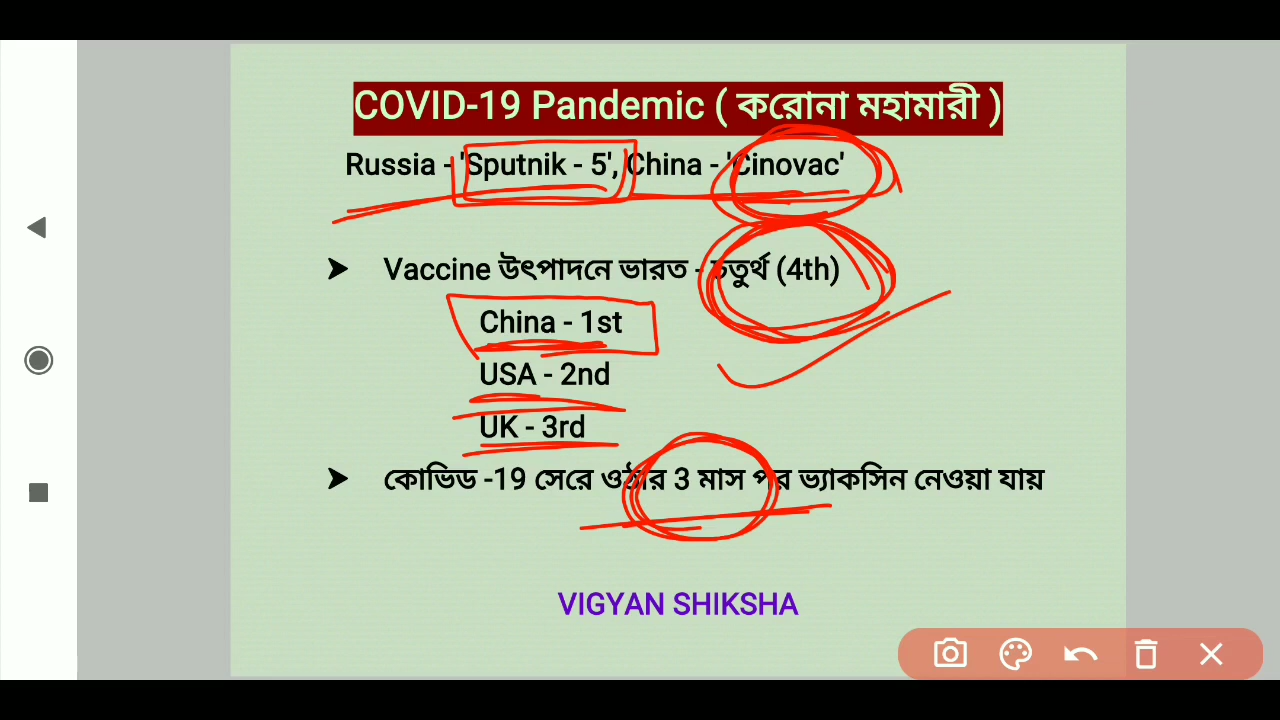 COVID-19 Pandemic ( করোনা মহামারী )
Russia - 'Sputnik - 5', China - 'Cinovac'
➤ Vaccine উৎপাদনে ভারত - চতুর্থ (4th)
China - 1st
USA - 2nd
UK - 3rd
➤ কোভিড -19 সেরে ওঠার 3 মাস পর ভ্যাকসিন নেওয়া যায়
VIGYAN SHIKSHA